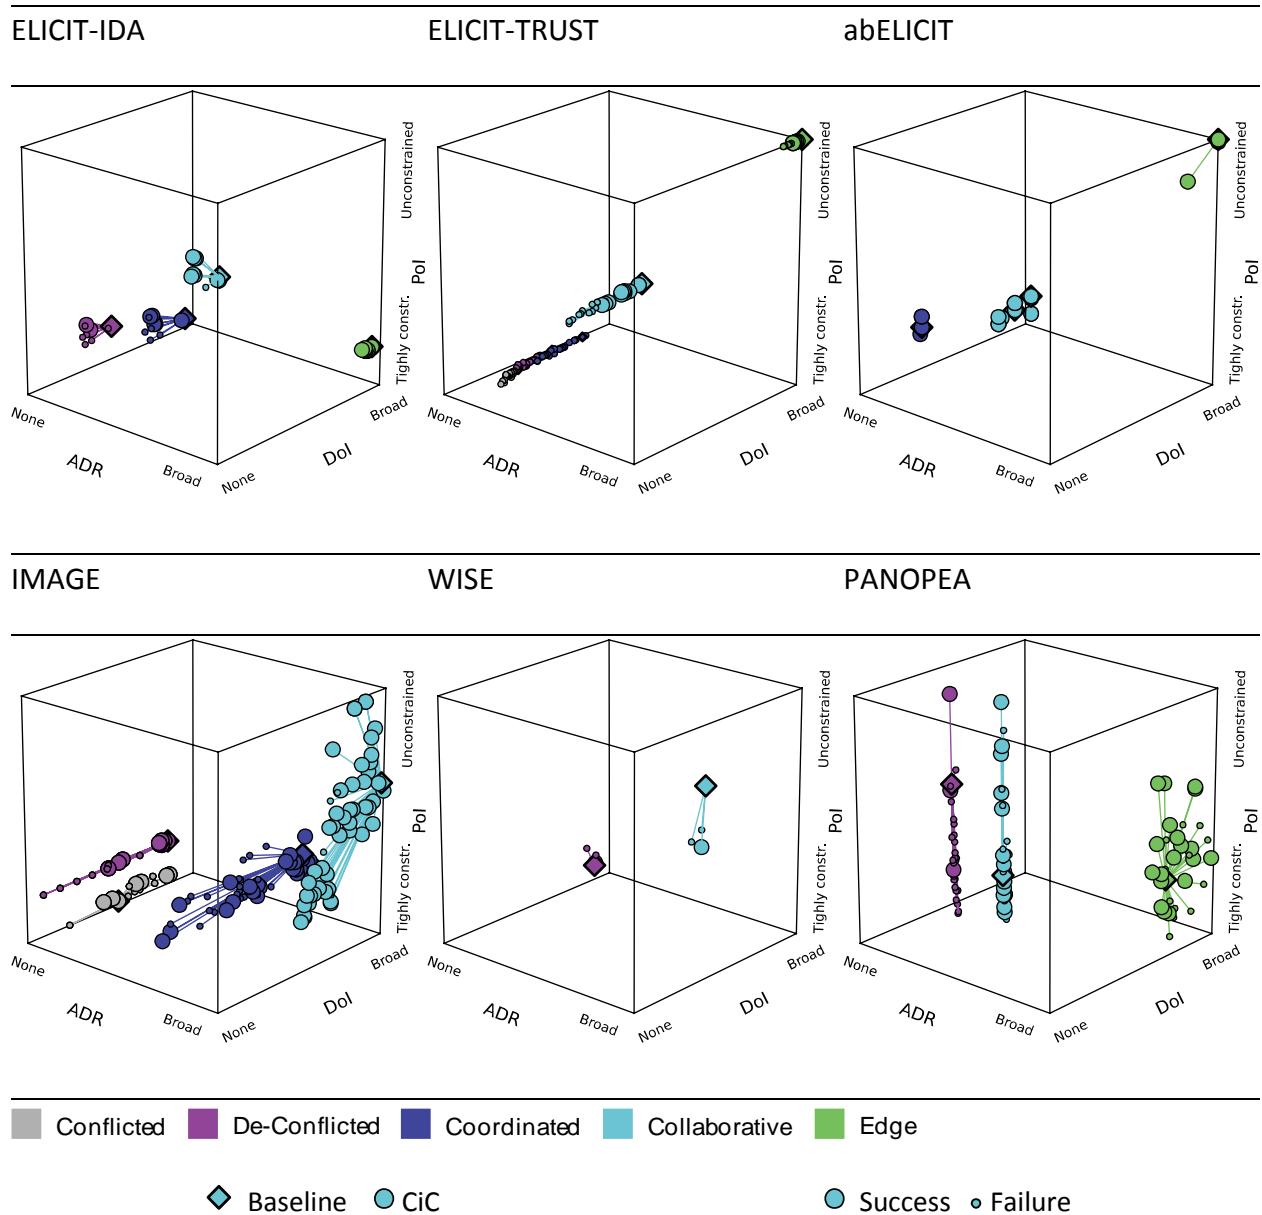 ELICIT-IDA ELICIT-TRUST abELICIT
Unconstrained Unconstrained Unconstrained
PoI PoI PoI
Tighly constr. Tighly constr. Tighly constr.
None Broad None Broad None Broad
ADR DoI ADR DoI ADR DoI
Broad None Broad None Broad None
IMAGE WISE PANOPEA
Unconstrained Unconstrained Unconstrained
PoI PoI PoI
Tighly constr. Tighly constr. Tighly constr.
None Broad None Broad None Broad
ADR DoI ADR DoI ADR DoI
Broad None Broad None Broad None
Conflicted De-Conflicted Coordinated Collaborative Edge
Baseline CiC Success Failure